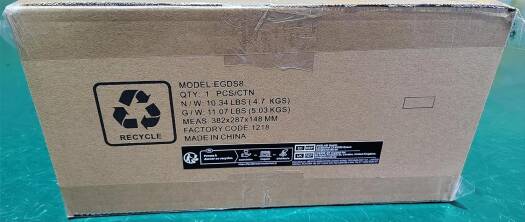 MODEL:EGDS8
QTY: 1 PCS/CTN
N/W: 10.34 LBS (4.7 KGS)
G/W: 11.07 LBS (5.03 KGS)
MEAS: 382x287x148 MM
FACTORY CODE: 1218
MADE IN CHINA
RECYCLE